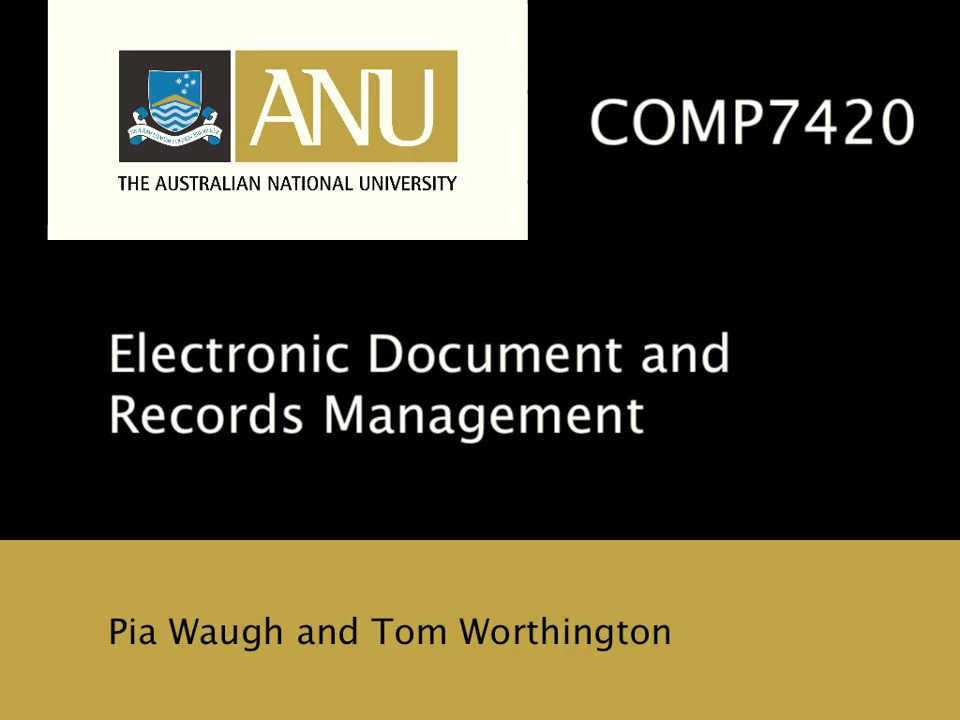 ANU
THE AUSTRALIAN NATIONAL UNIVERSITY
COMP7420
Electronic Document and
Records Management
Pia Waugh and Tom Worthington